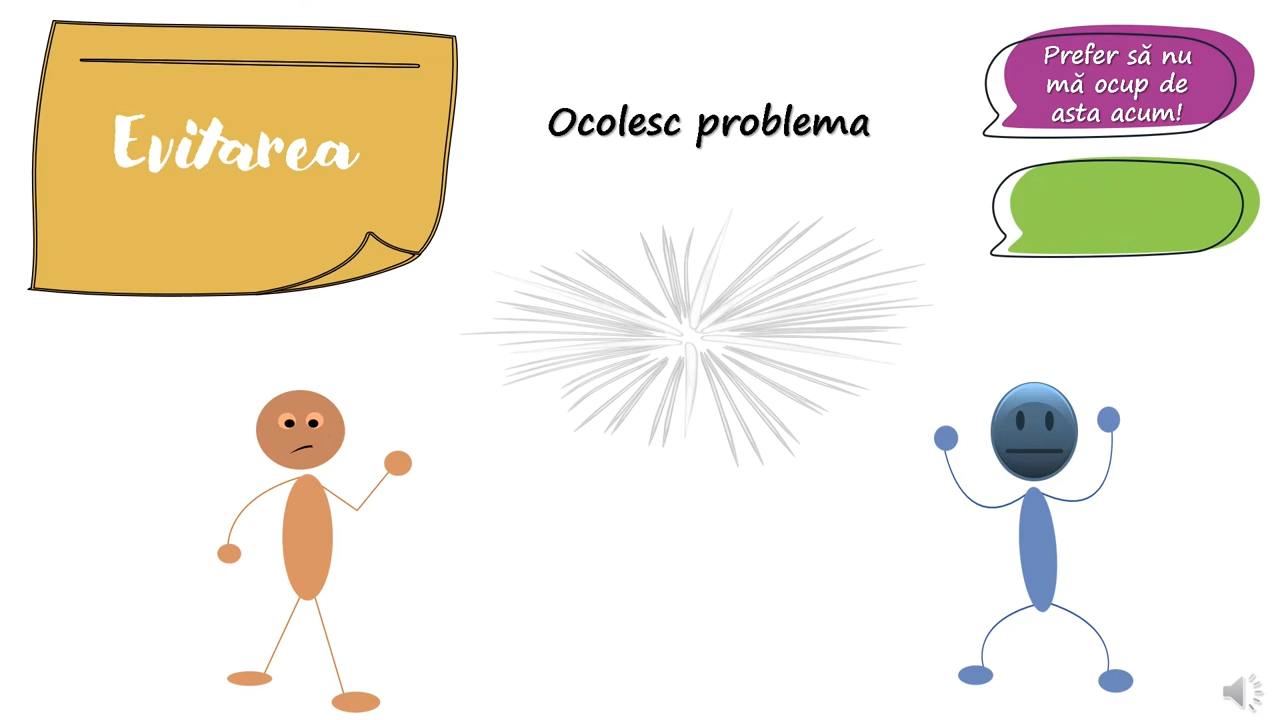 Evitarea
Ocolesc problema
Prefer să nu
mă ocup de
asta acum!